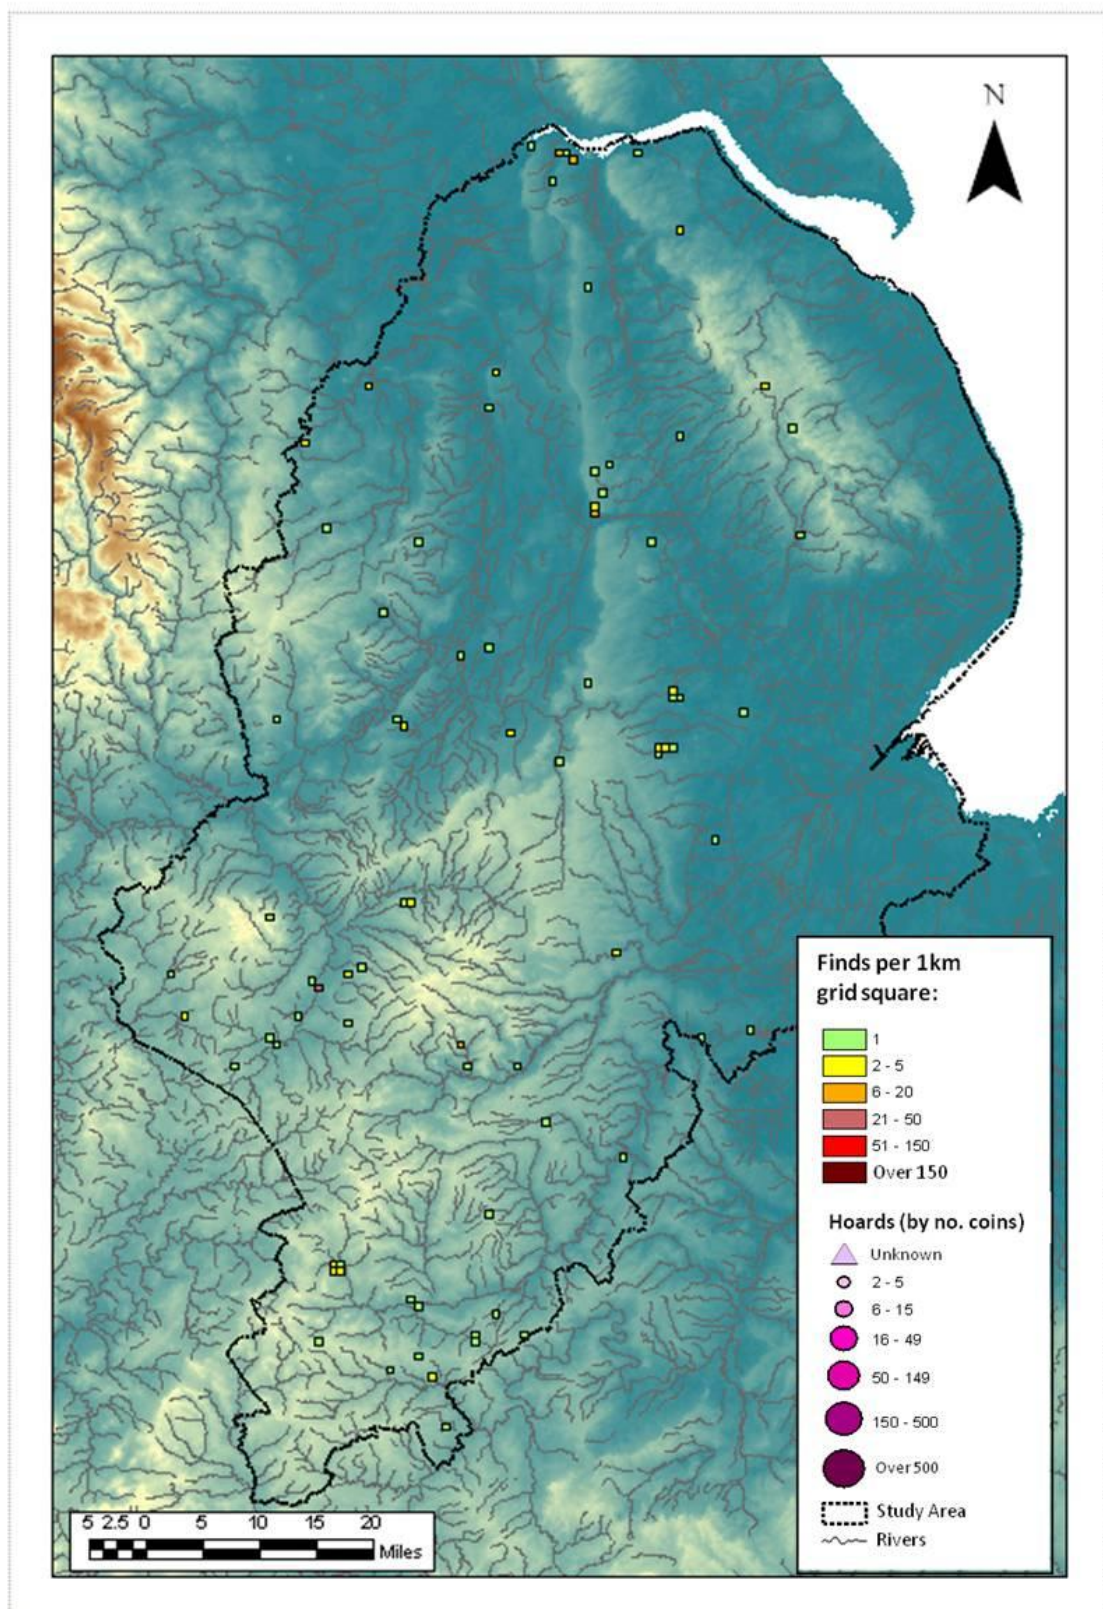 N
Finds per 1km
grid square:
1
2 - 5
6 - 20
21 - 50
51 - 150
Over 150
Hoards (by no. coins)
Unknown
2 - 5
6 - 15
16 - 49
50 - 149
150 - 500
Over 500
Study Area
Rivers
5 2.5 0 5 10 15 20
Miles